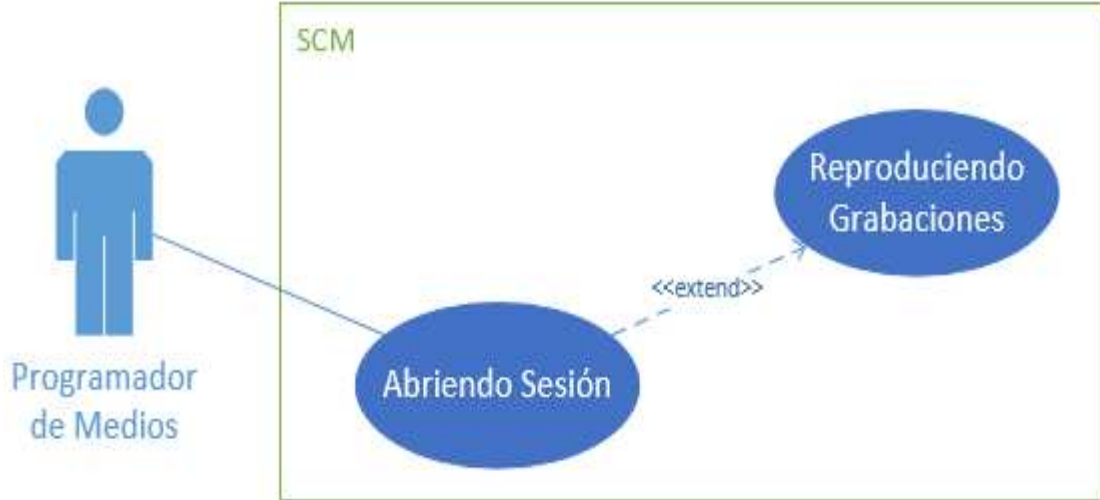 SCM
Reproduciendo
Grabaciones
<<extend>>
Abriendo Sesión
Programador
de Medios